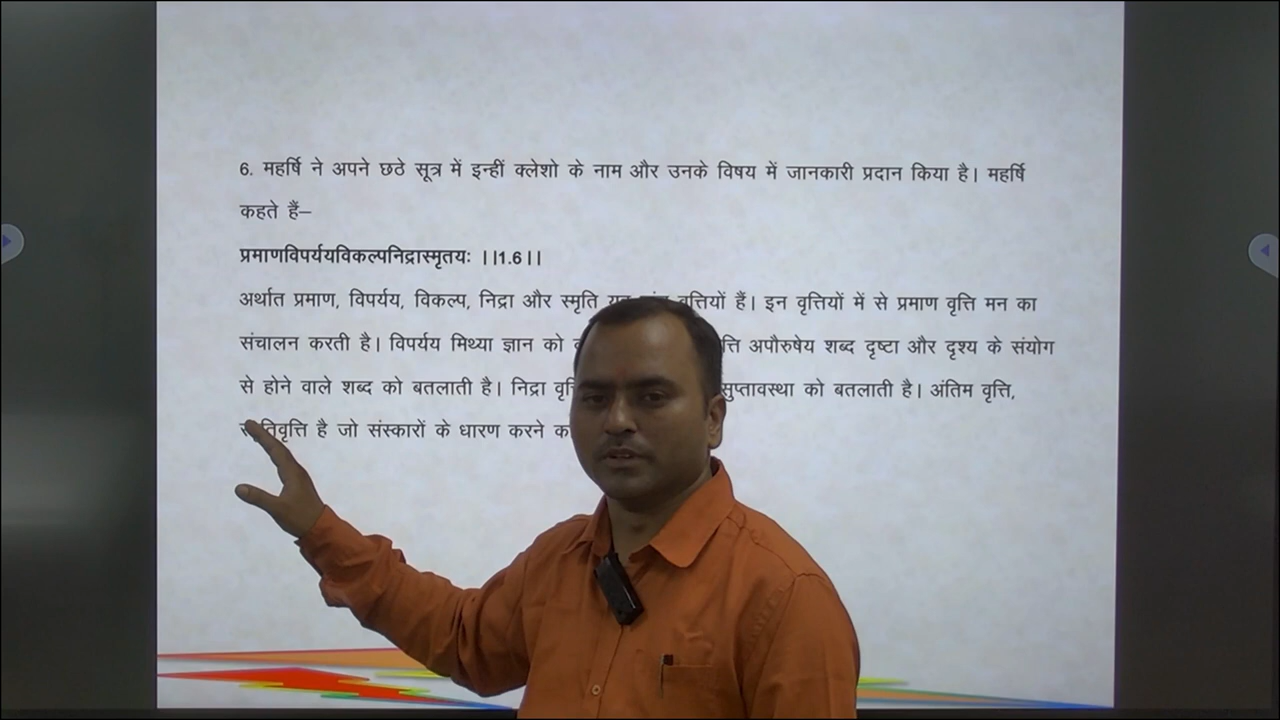 6. महर्षि ने अपने छठे सूत्र में इन्हीं क्लेशो के नाम और उनके विषय में जानकारी प्रदान किया है। महर्षि
कहते हैं–
प्रमाणविपर्ययविकल्पनिद्रास्मृतयः ।।1.6।।
अर्थात प्रमाण, विपर्यय, विकल्प, निद्रा और स्मृति वृत्तियों हैं। इन वृत्तियों में से प्रमाण वृत्ति मन का
संचालन करती है। विपर्यय मिथ्या ज्ञान को अपौरुषेय शब्द दृष्टा और दृश्य के संयोग
से होने वाले शब्द को बतलाती है। निद्रा सुप्तावस्था को बतलाती है। अंतिम वृत्ति,
है जो संस्कारों के धारण करने